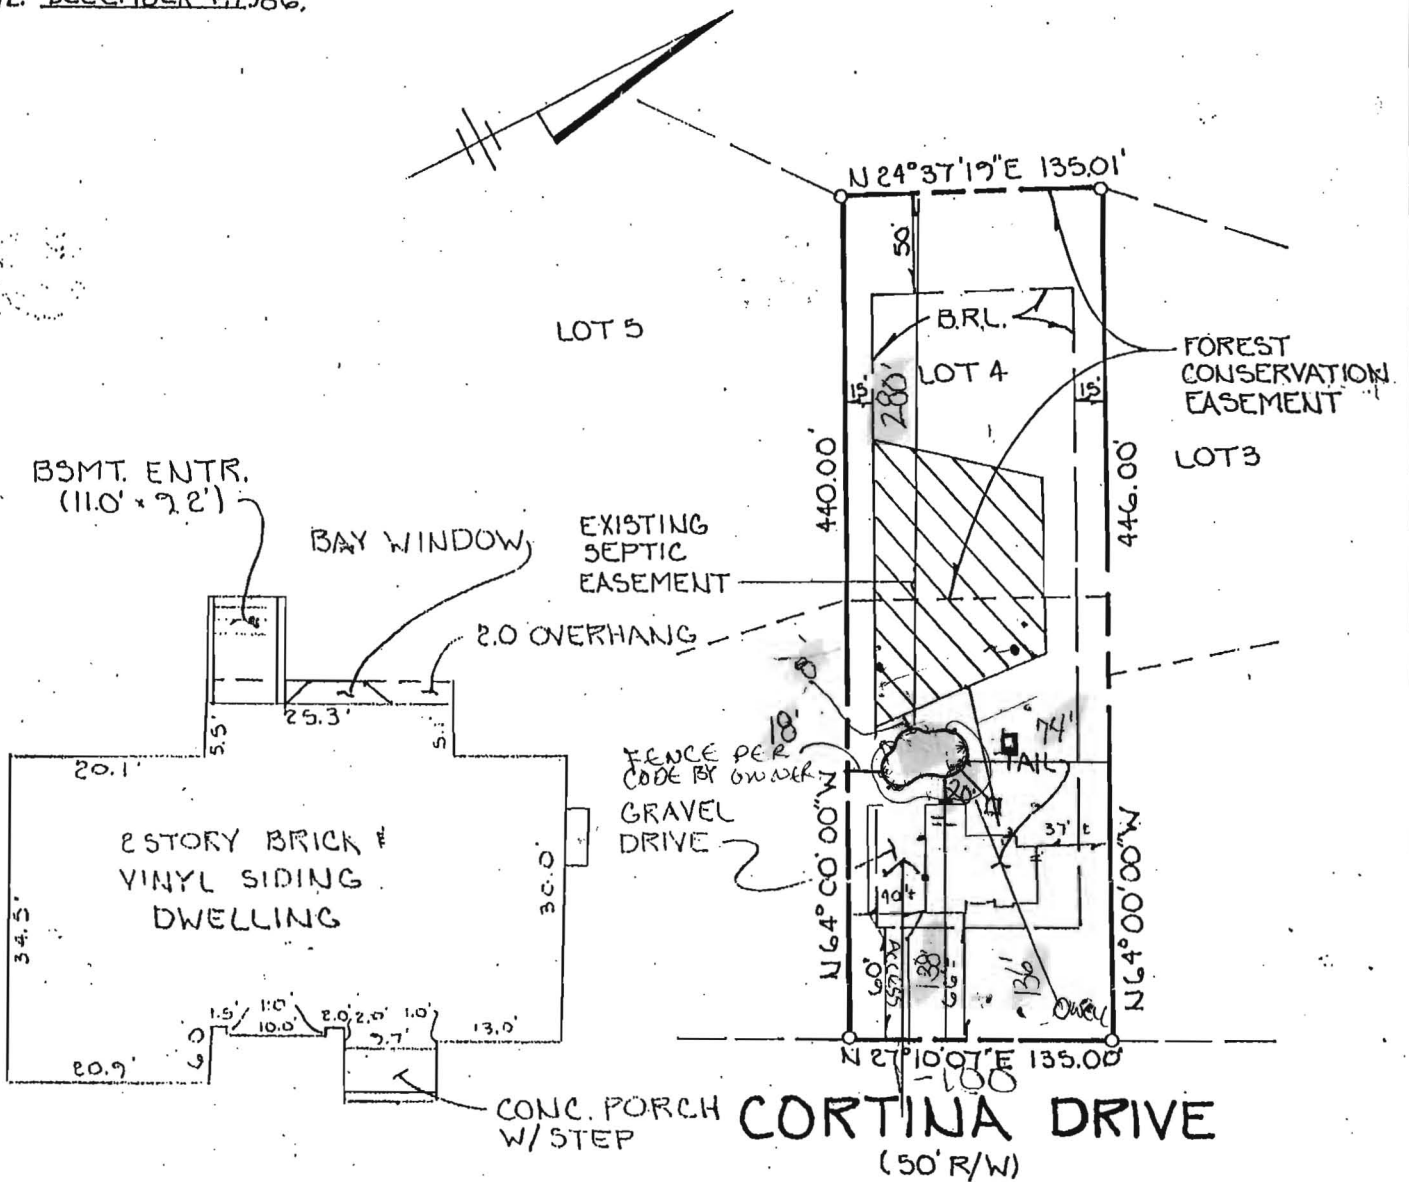 N 24°37'19"E 135.01'
50'
B.R.L.
LOT 5
LOT 4
FOREST
CONSERVATION
EASEMENT
15'
280'
15'
LOT 3
440.00'
446.00'
BSMT. ENTR.
(11.0' x 9.2')
BAY WINDOW
EXISTING
SEPTIC
EASEMENT
2.0 OVERHANG
25.3'
5.5'
5.
20.1'
18'
74'
FENCE PER
CODE BY OWNER
TAIL
20'
GRAVEL
DRIVE
37'
2 STORY BRICK &
VINYL SIDING
DWELLING
34.5'
30.0'
40'±
N64°00'00"W
N64°00'00"W
60'
ACCESS
138'
66'
136'
1.5'
1.0'
10.0'
2.0'
2.0'
1.0'
9.7'
13.0'
6.0
20.9'
N 27°10'07"E 135.00'
-100
CONC. PORCH
W/ STEP
CORTINA DRIVE
(50' R/W)